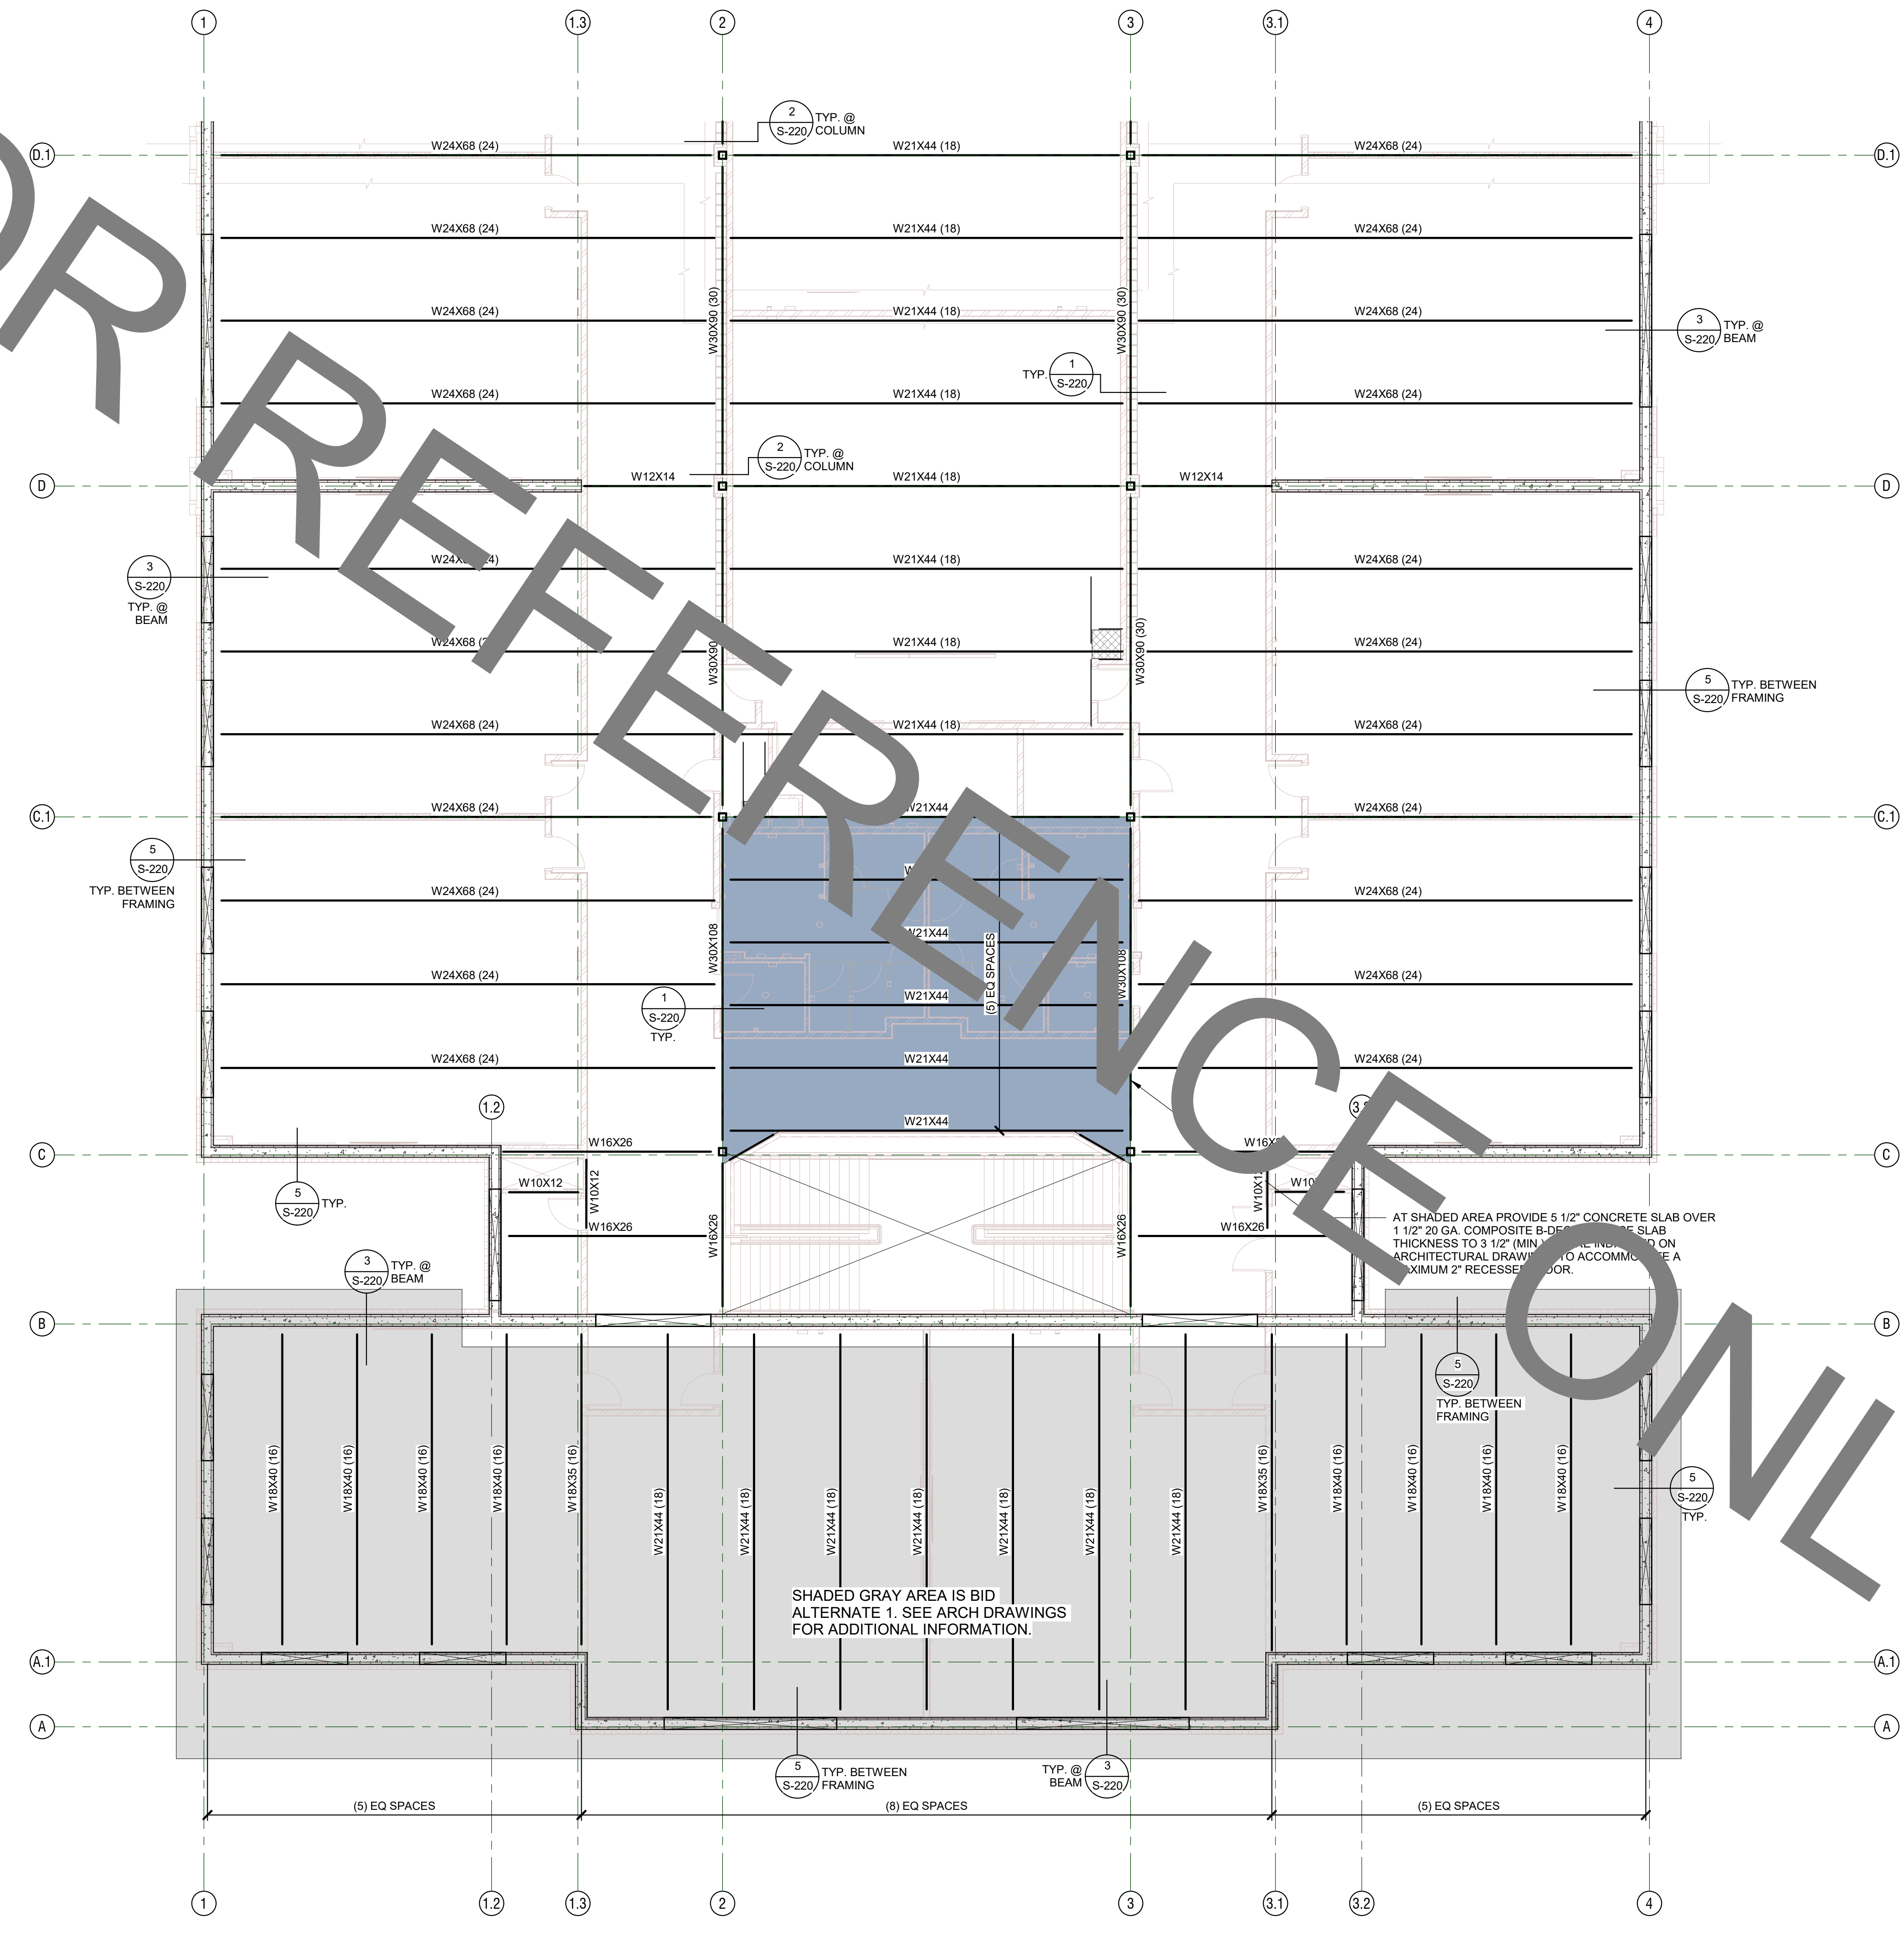 1 1.3 2 3 3.1 4
2 S-220 TYP. @ COLUMN
D.1 W24X68 (24) W21X44 (18) W24X68 (24) D.1
W24X68 (24) W21X44 (18) W24X68 (24)
W30X90 (30) W30X90 (30)
W24X68 (24) W21X44 (18) W24X68 (24)
3 S-220 TYP. @ BEAM
TYP. 1 S-220
W24X68 (24) W21X44 (18) W24X68 (24)
2 S-220 TYP. @ COLUMN
D W12X14 W21X44 (18) W12X14 D
W21X44 (18) W24X68 (24)
3 S-220 TYP. @ BEAM
W21X44 (18) W24X68 (24)
W30X90 W30X90 (30)
5 S-220 TYP. BETWEEN FRAMING
W24X68 (24) W21X44 (18) W24X68 (24)
C.1 W24X68 (24) W21X44 W24X68 (24) C.1
5 S-220 TYP. BETWEEN FRAMING
W24X68 (24) W24X68 (24)
W30X108 W21X44 (5) EQ SPACES W30X108
W24X68 (24) W21X44 W24X68 (24)
1 S-220 TYP.
W24X68 (24) W21X44 W24X68 (24)
1.2 W21X44
C W16X26 C
W10X12 W10X12
5 S-220 TYP.
W16X26 W16X26 W16X26 W16X26
AT SHADED AREA PROVIDE 5 1/2" CONCRETE SLAB OVER
1 1/2" 20 GA. COMPOSITE SLAB
THICKNESS TO 3 1/2" (MIN ON
ARCHITECTURAL TO A
2" RECESSED
3 S-220 TYP. @ BEAM
B B
5 S-220 TYP. BETWEEN FRAMING
W18X40 (16) W18X40 (16) W18X40 (16) W18X40 (16) W18X35 (16) W21X44 (18) W21X44 (18) W21X44 (18) W21X44 (18) W21X44 (18) W21X44 (18) W21X44 (18) W18X35 (16) W18X40 (16) W18X40 (16) W18X40 (16) W18X40 (16)
5 S-220 TYP.
SHADED GRAY AREA IS BID
ALTERNATE 1. SEE ARCH DRAWINGS
FOR ADDITIONAL INFORMATION.
A.1 A.1
A A
5 S-220 TYP. BETWEEN FRAMING
TYP. @ BEAM 3 S-220
(5) EQ SPACES (8) EQ SPACES (5) EQ SPACES
1 1.2 1.3 2 3 3.1 3.2 4
REFERENCE